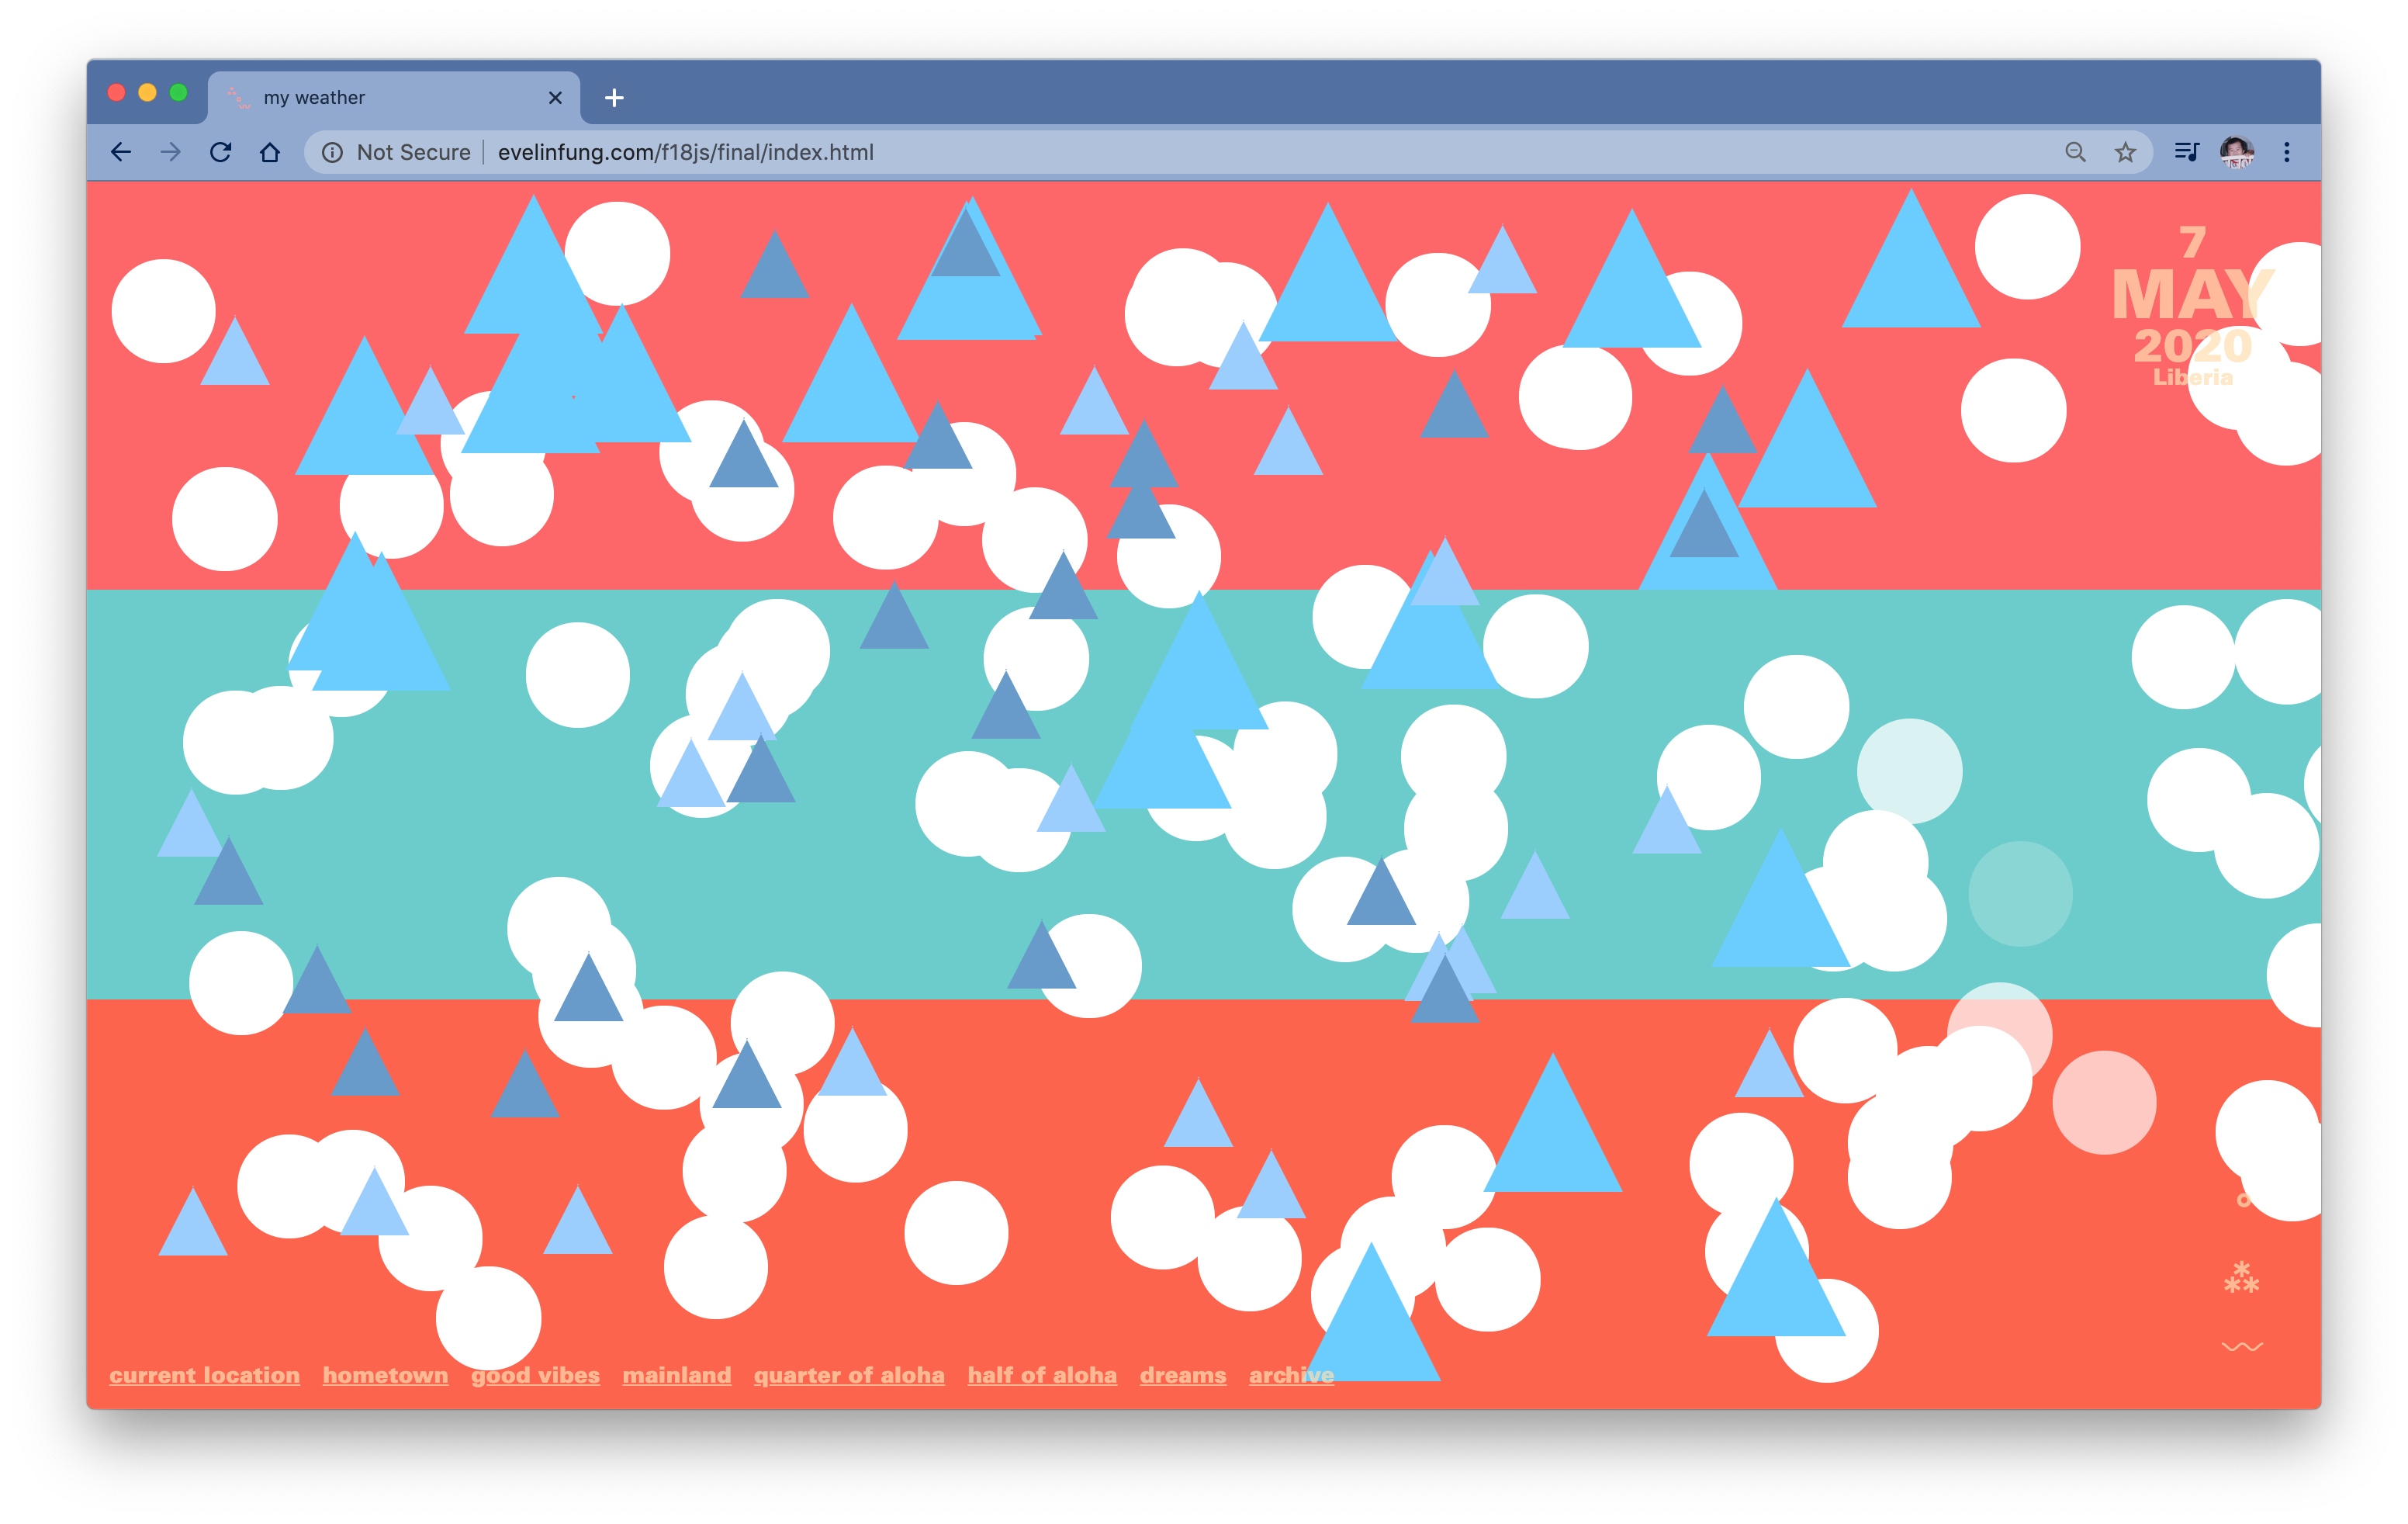 my weather
Not Secure evelinfung.com/f18js/final/index.html
7
MAY
2020
Liberia
current location hometown good vibes mainland quarter of aloha half of aloha dreams archive